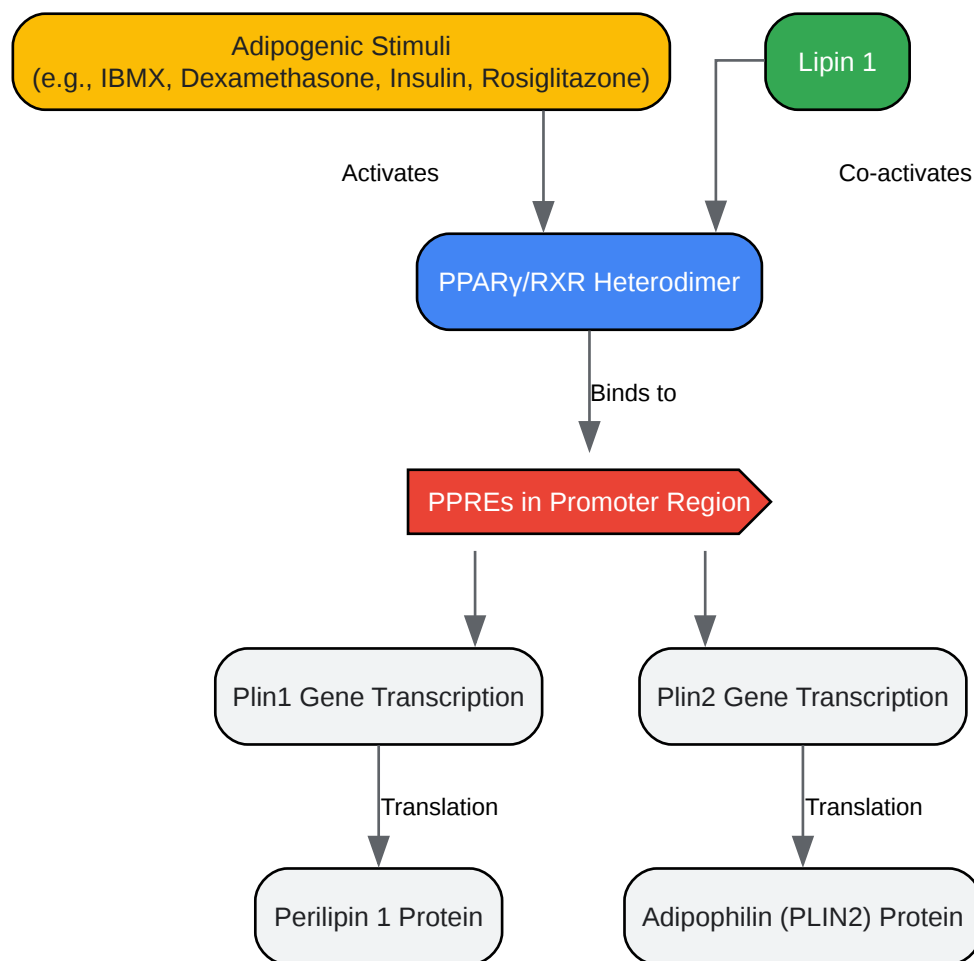 Adipogenic Stimuli
(e.g., IBMX, Dexamethasone, Insulin, Rosiglitazone)
Lipin 1
Activates
Co-activates
PPARγ/RXR Heterodimer
Binds to
PPREs in Promoter Region
Plin1 Gene Transcription
Plin2 Gene Transcription
Translation
Translation
Perilipin 1 Protein
Adipophilin (PLIN2) Protein